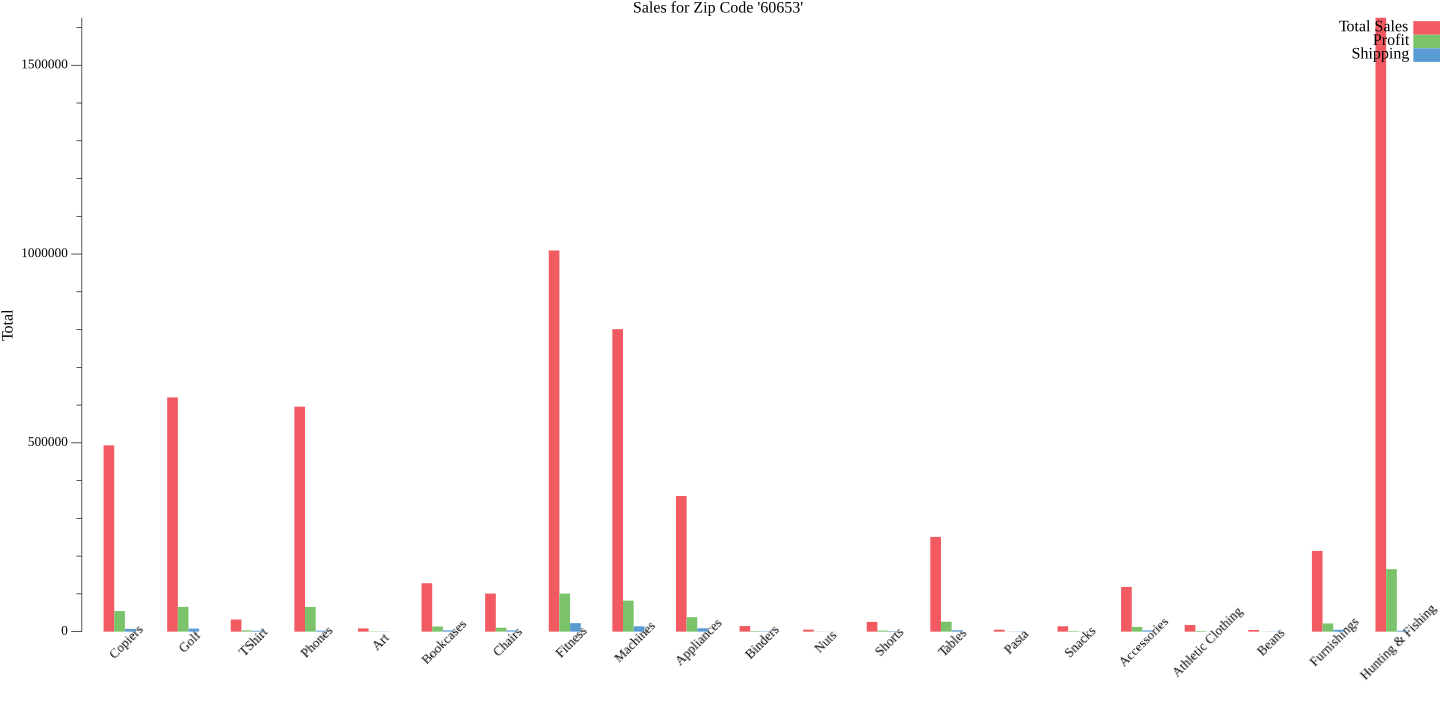 Sales for Zip Code '60653'
Total Sales
Profit
Shipping
1500000
1000000
500000
0
Total
Copiers
Golf
TShirt
Phones
Art
Bookcases
Chairs
Fitness
Machines
Appliances
Binders
Nuts
Shorts
Tables
Pasta
Snacks
Accessories
Athletic Clothing
Beans
Furnishings
Hunting & Fishing